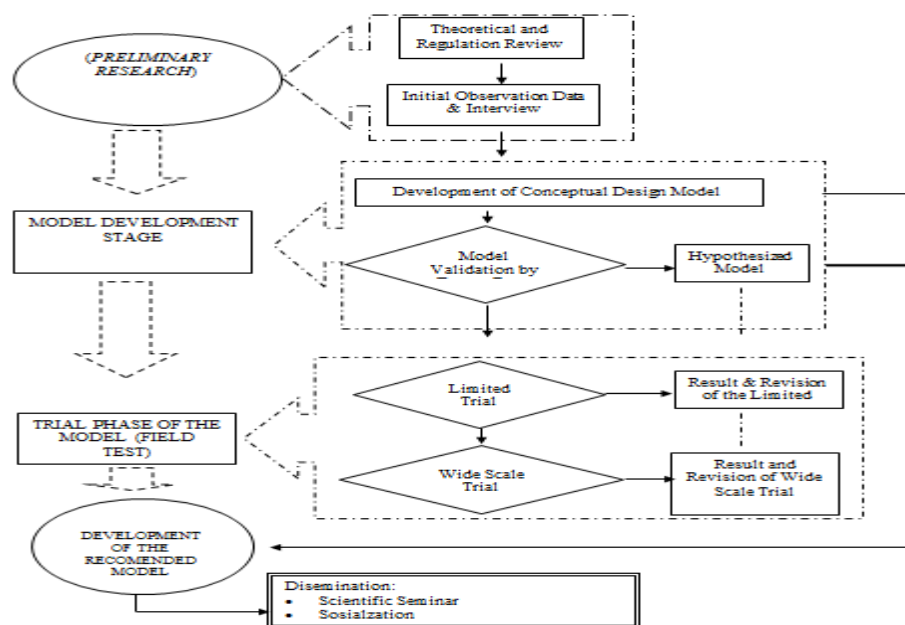 (PRELIMINARY
RESEARCH)
Theoretical and
Regulation Review
Initial Observation Data
& Interview
MODEL DEVELOPMENT
STAGE
Development of Conceptual Design Model
Model
Validation by
Hypothesized
Model
TRIAL PHASE OF THE
MODEL (FIELD
TEST)
Limited
Trial
Result & Revision
of the Limited
Wide Scale
Trial
Result and
Revision of Wide
Scale Trial
DEVELOPMENT
OF THE
RECOMENDED
MODEL
Disemination:
• Scientific Seminar
• Sosialzation